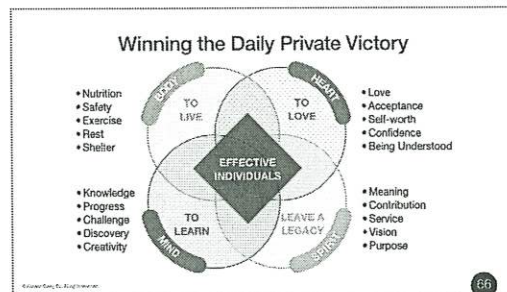 Winning the Daily Private Victory
• Nutrition
• Safety
• Exercise
• Rest
• Shelter
BODY
TO
LIVE
HEART
TO
LOVE
• Love
• Acceptance
• Self-worth
• Confidence
• Being Understood
EFFECTIVE
INDIVIDUALS
• Knowledge
• Progress
• Challenge
• Discovery
• Creativity
MIND
TO
LEARN
LEAVE A
LEGACY
SPIRIT
• Meaning
• Contribution
• Service
• Vision
• Purpose
66